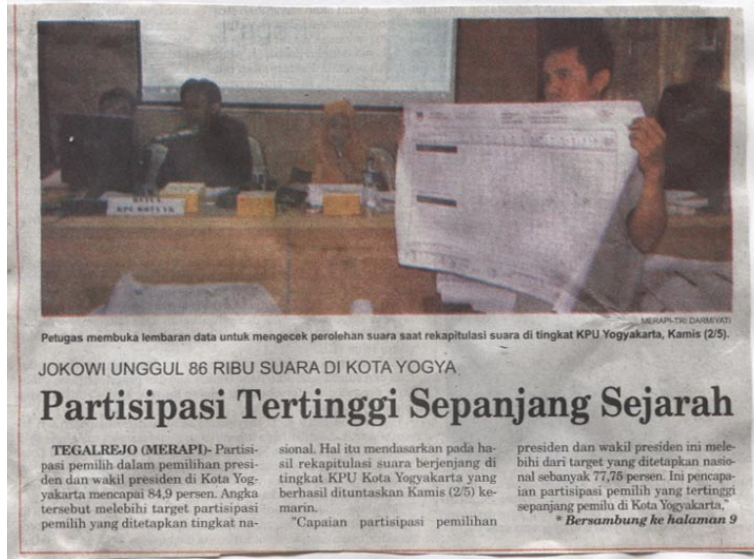 KETUA
KPU KOTA YK
MERAPI-TRI DARMIYATI
Petugas membuka lembaran data untuk mengecek perolehan suara saat rekapitulasi suara di tingkat KPU Yogyakarta, Kamis (2/5).
JOKOWI UNGGUL 86 RIBU SUARA DI KOTA YOGYA
Partisipasi Tertinggi Sepanjang Sejarah
TEGALREJO (MERAPI)- Partisi-
pasi pemilih dalam pemilihan presi-
den dan wakil presiden di Kota Yog-
yakarta mencapai 84,9 persen. Angka
tersebut melebihi target partisipasi
pemilih yang ditetapkan tingkat na-
sional. Hal itu mendasarkan pada ha-
sil rekapitulasi suara berjenjang di
tingkat KPU Kota Yogyakarta yang
berhasil dituntaskan Kamis (2/5) ke-
marin.
"Capaian partisipasi pemilihan
presiden dan wakil presiden ini mele-
bihi dari target yang ditetapkan nasio-
nal sebanyak 77,75 persen. Ini pencapa-
ian partisipasi pemilih yang tertinggi
sepanjang pemilu di Kota Yogyakarta,"
* Bersambung ke halaman 9